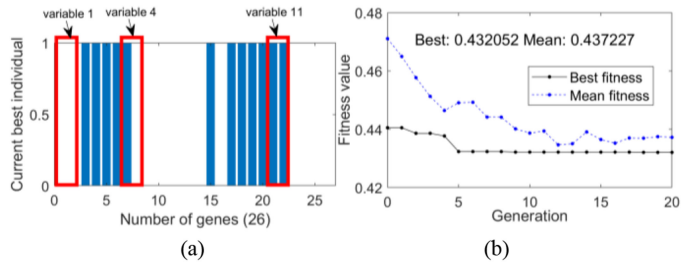 variable 1
variable 4
variable 11
1
0.5
0
Current best individual
0
5
10
15
20
25
Number of genes (26)
(a)
0.48
0.46
0.44
0.42
Fitness value
Best: 0.432052 Mean: 0.437227
Best fitness
Mean fitness
0
5
10
15
20
Generation
(b)